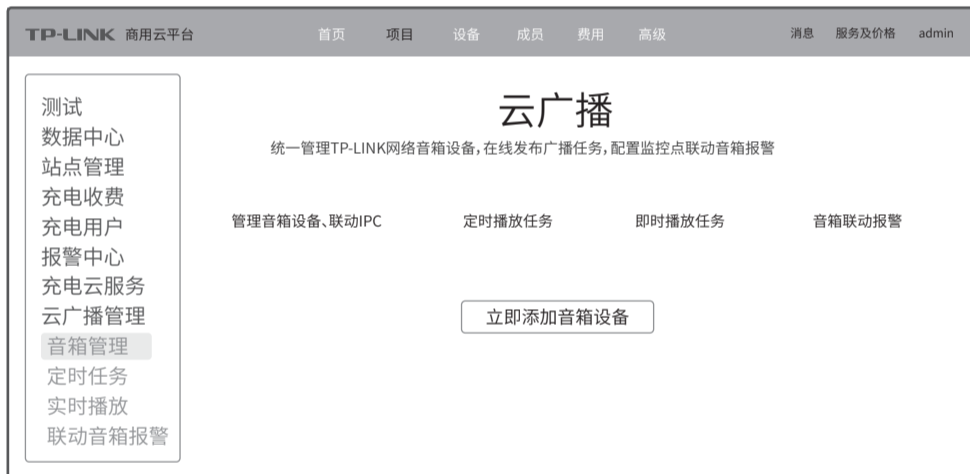 TP-LINK 商用云平台 首页 项目 设备 成员 费用 高级 消息 服务及价格 admin
测试
数据中心
站点管理
充电收费
充电用户
报警中心
充电云服务
云广播管理
音箱管理
定时任务
实时播放
联动音箱报警
云广播
统一管理TP-LINK网络音箱设备,在线发布广播任务,配置监控点联动音箱报警
管理音箱设备、联动IPC 定时播放任务 即时播放任务 音箱联动报警
立即添加音箱设备